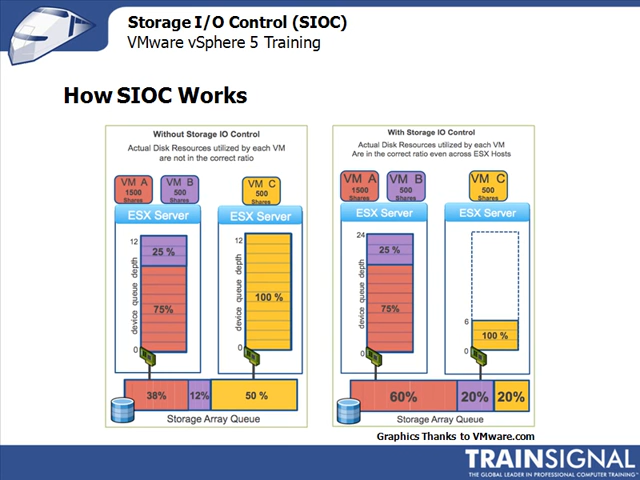 Storage I/O Control (SIOC)
VMware vSphere 5 Training
How SIOC Works
Without Storage IO Control
Actual Disk Resources utilized by each VM
are not in the correct ratio
VM A
1500
Shares
VM B
500
Shares
VM C
500
Shares
ESX Server
ESX Server
12
25 %
75%
0
device queue depth
12
100 %
0
device queue depth
38%
12%
50 %
Storage Array Queue
With Storage IO Control
Actual Disk Resources utilized by each VM
Are in the correct ratio even across ESX Hosts
VM A
1500
Shares
VM B
500
Shares
VM C
500
Shares
ESX Server
ESX Server
24
25 %
75%
0
device queue depth
6
100 %
0
60%
20%
20%
Storage Array Queue
Graphics Thanks to VMware.com
TRAINSIGNAL
THE GLOBAL LEADER IN PROFESSIONAL COMPUTER TRAINING